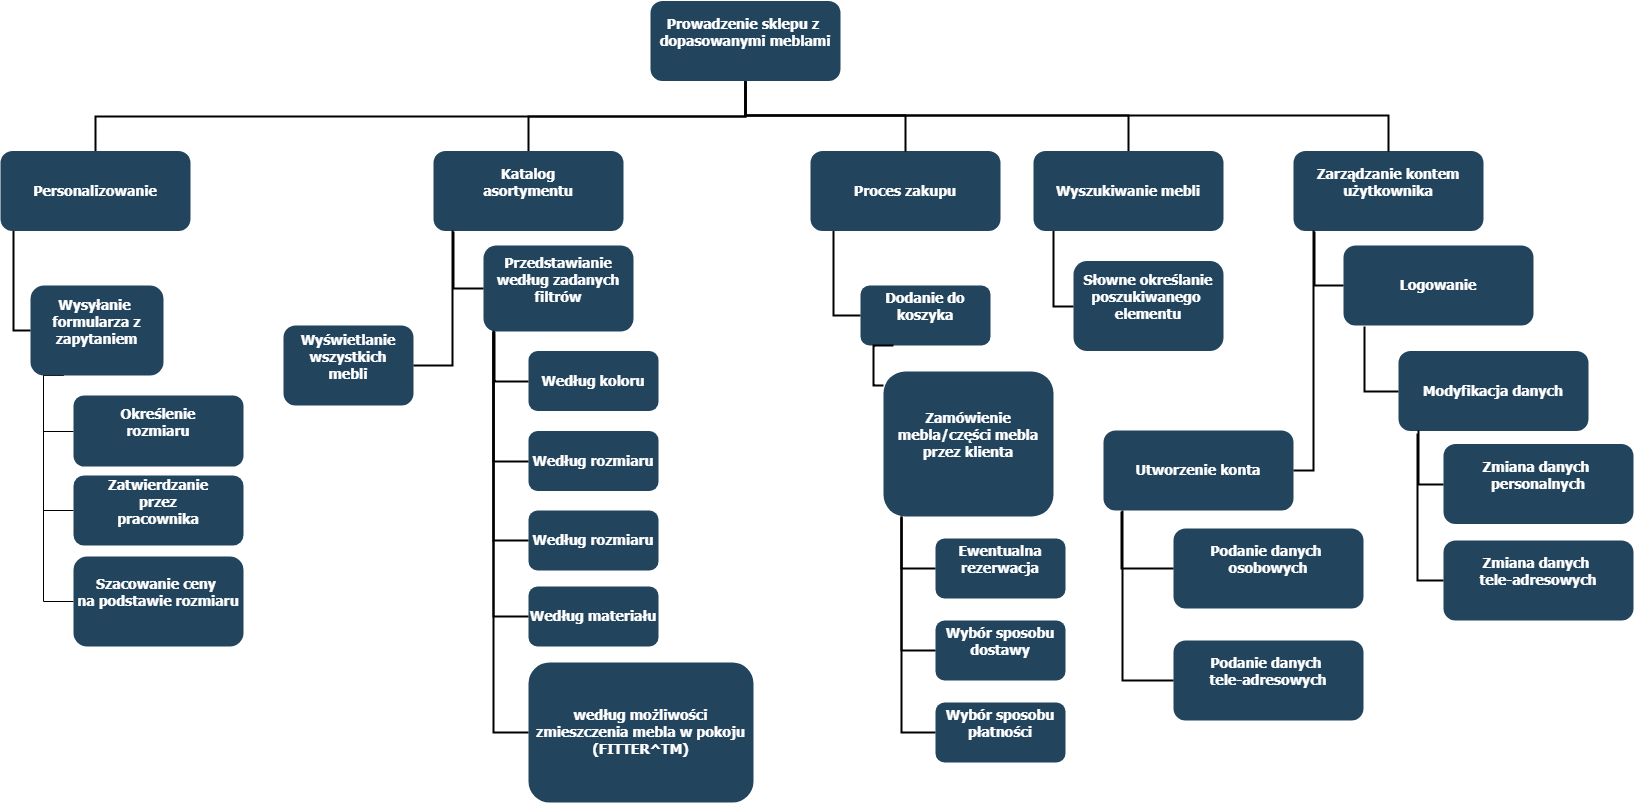 Prowadzenie sklepu z
dopasowanymi meblami
Personalizowanie
Wysyłanie
formularza z
zapytaniem
Określenie
rozmiaru
Zatwierdzanie
przez
pracownika
Szacowanie ceny
na podstawie rozmiaru
Katalog
asortymentu
Przedstawianie
według zadanych
filtrów
Wyświetlanie
wszystkich
mebli
Według koloru
Według rozmiaru
Według rozmiaru
Według materiału
według możliwości
zmieszczenia mebla w pokoju
(FITTER^TM)
Proces zakupu
Dodanie do
koszyka
Zamówienie
mebla/części mebla
przez klienta
Ewentualna
rezerwacja
Wybór sposobu
dostawy
Wybór sposobu
płatności
Wyszukiwanie mebli
Słowne określanie
poszukiwanego
elementu
Zarządzanie kontem
użytkownika
Logowanie
Modyfikacja danych
Zmiana danych
personalnych
Zmiana danych
tele-adresowych
Utworzenie konta
Podanie danych
osobowych
Podanie danych
tele-adresowych